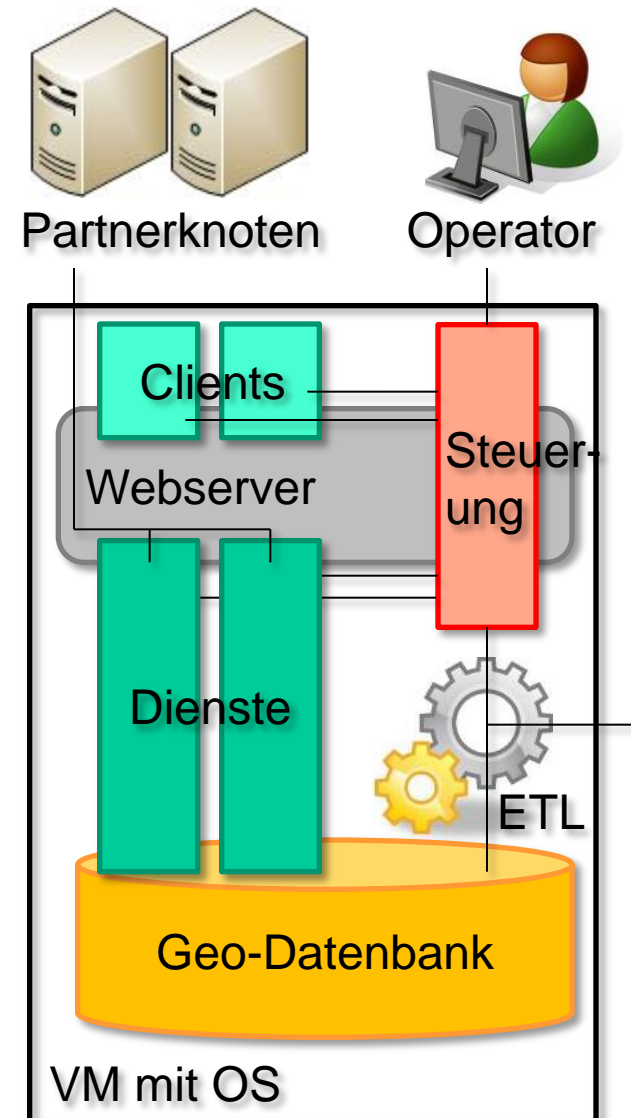 Partnerknoten
Operator
Clients
Webserver
Steuer-
ung
Dienste
ETL
Geo-Datenbank
VM mit OS